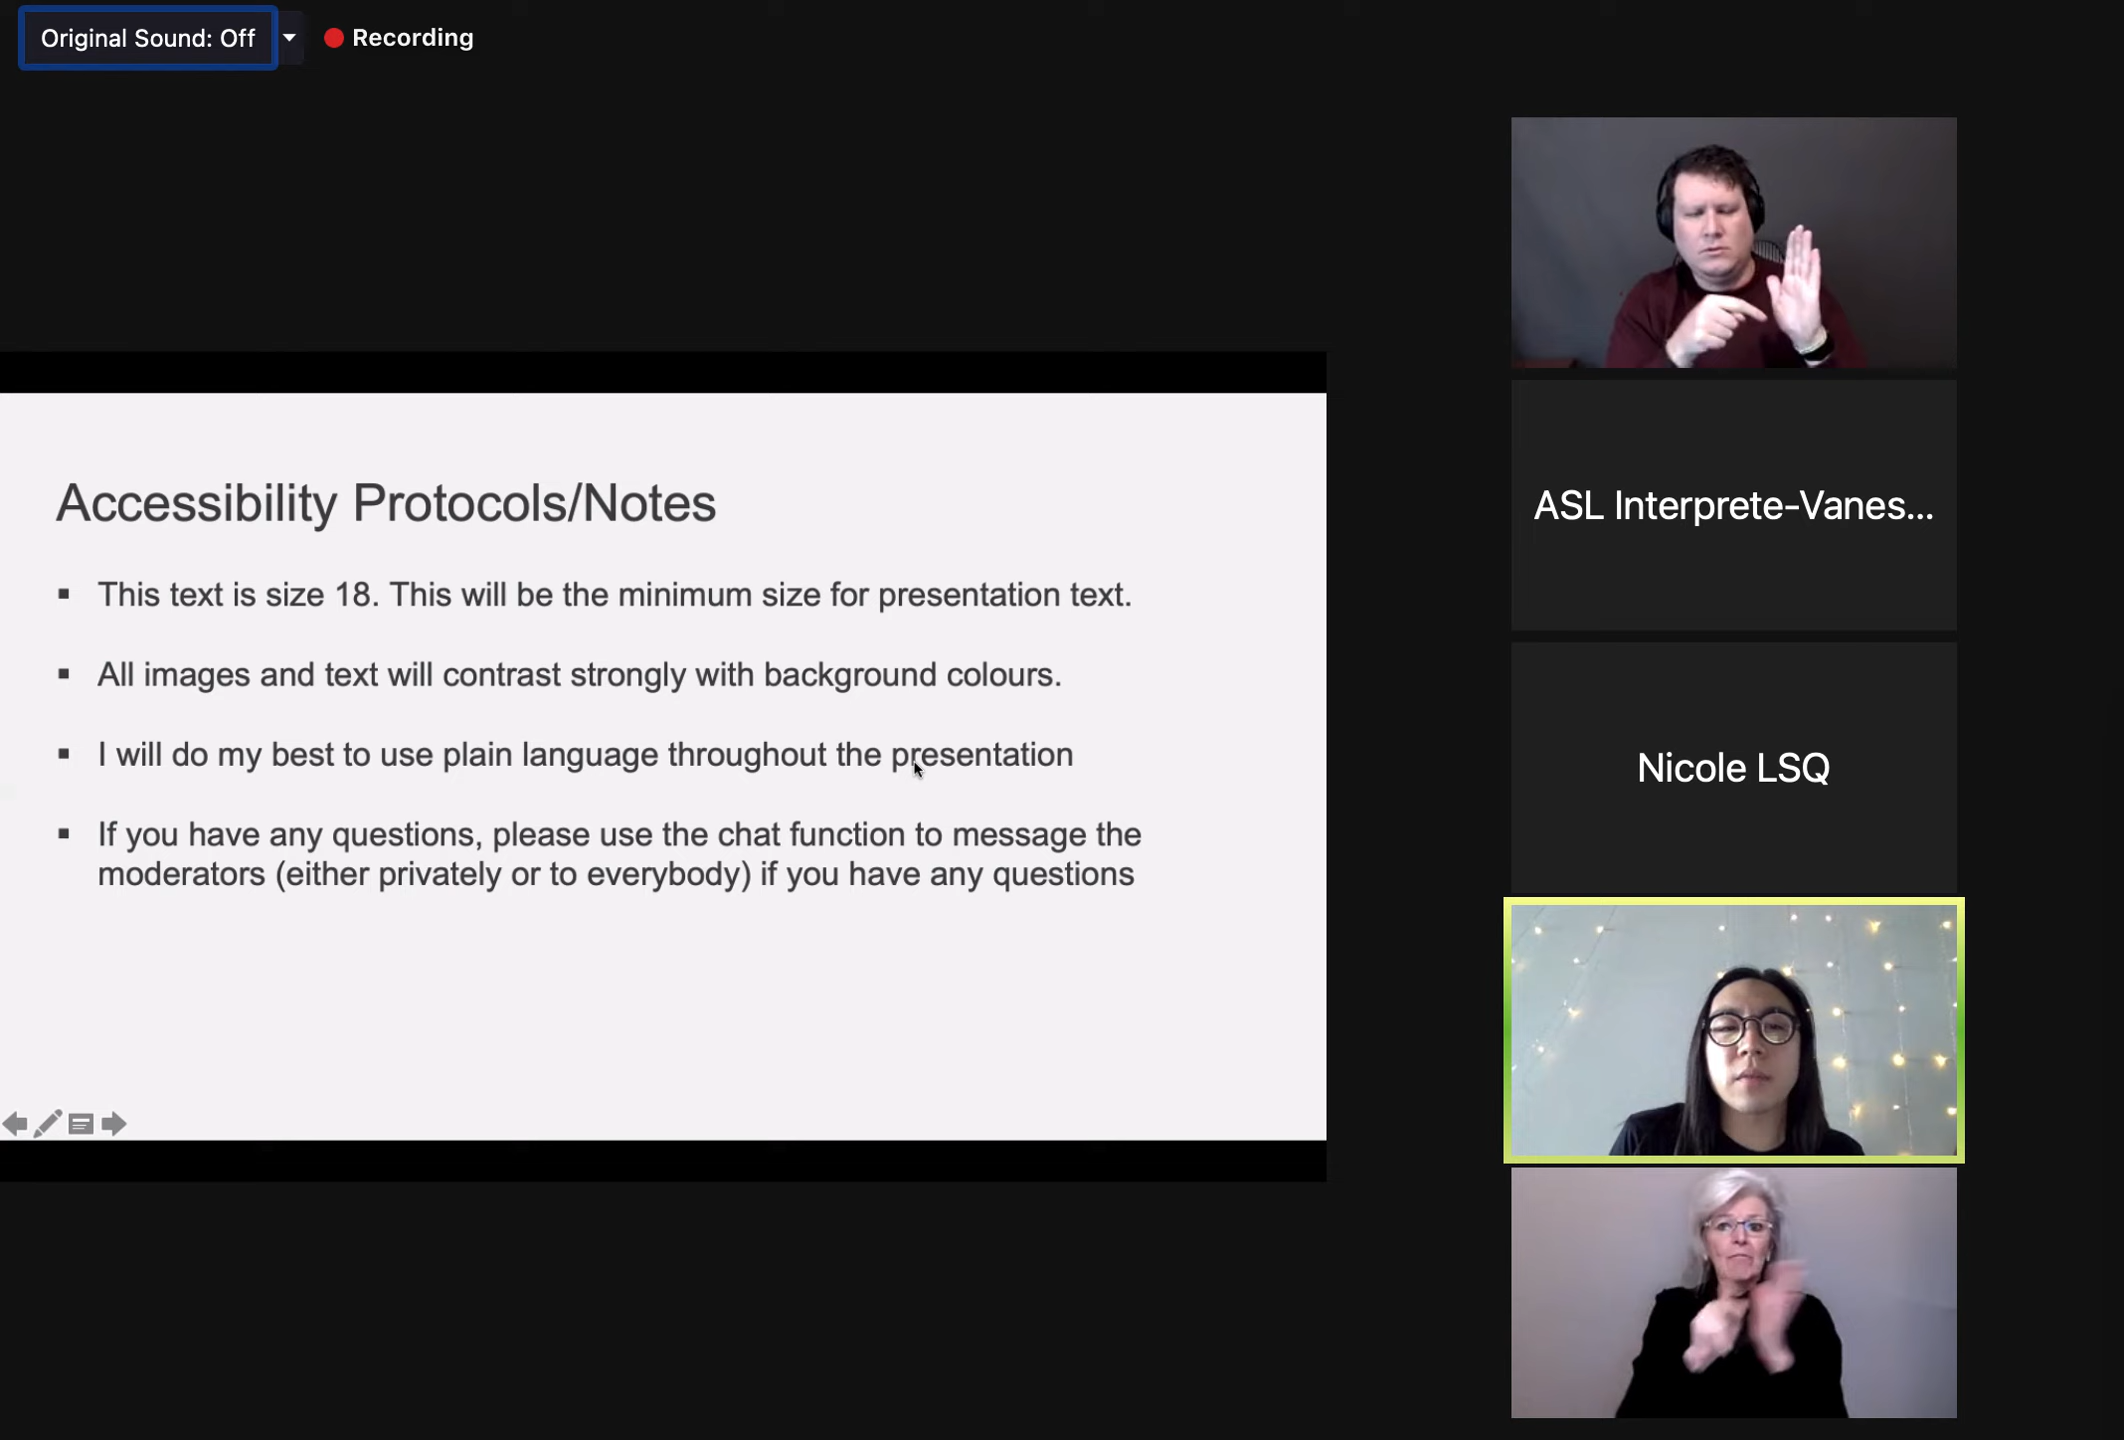 Original Sound: Off
Recording
Accessibility Protocols/Notes
▪ This text is size 18. This will be the minimum size for presentation text.
▪ All images and text will contrast strongly with background colours.
▪ I will do my best to use plain language throughout the presentation
▪ If you have any questions, please use the chat function to message the
moderators (either privately or to everybody) if you have any questions
ASL Interprete-Vanes...
Nicole LSQ